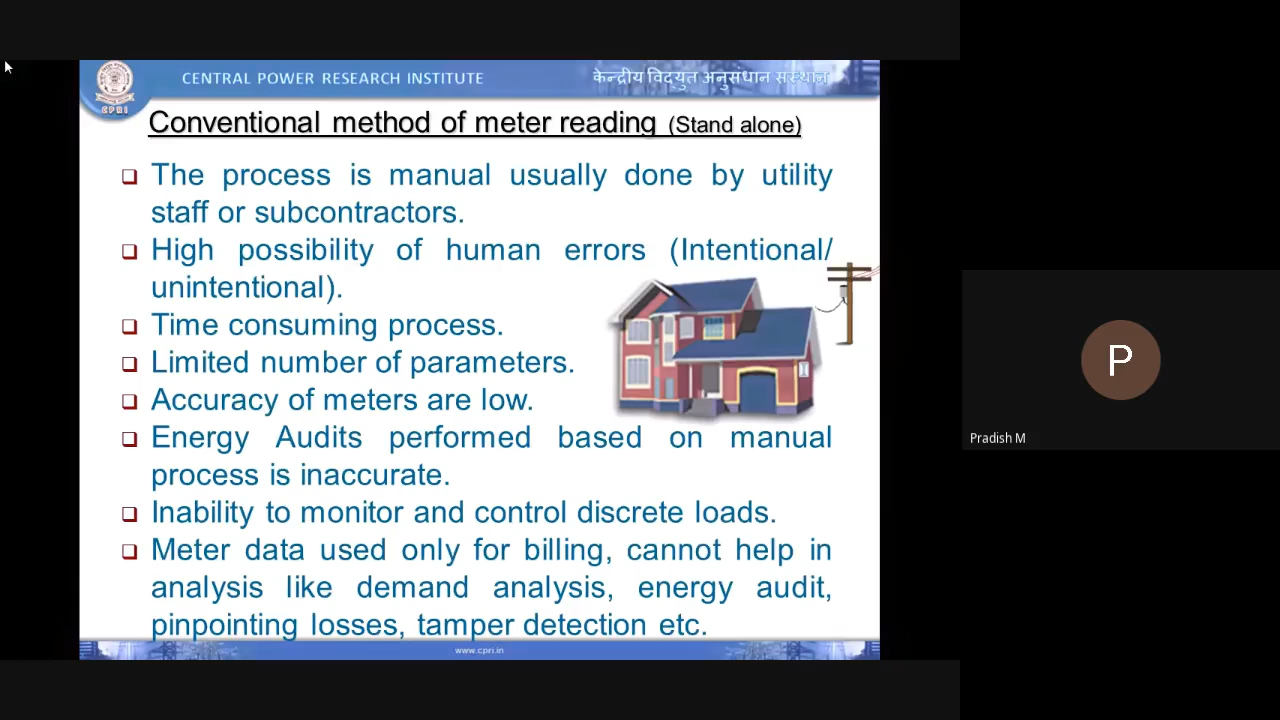 CENTRAL POWER RESEARCH INSTITUTE
केन्द्रीय विद्युत अनुसंधान संस्थान
CPRI
Conventional method of meter reading (Stand alone)
The process is manual usually done by utility
staff or subcontractors.
High possibility of human errors (Intentional/
unintentional).
Time consuming process.
Limited number of parameters.
Accuracy of meters are low.
Energy Audits performed based on manual
process is inaccurate.
Inability to monitor and control discrete loads.
Meter data used only for billing, cannot help in
analysis like demand analysis, energy audit,
pinpointing losses, tamper detection etc.
www.cpri.in
P
Pradish M